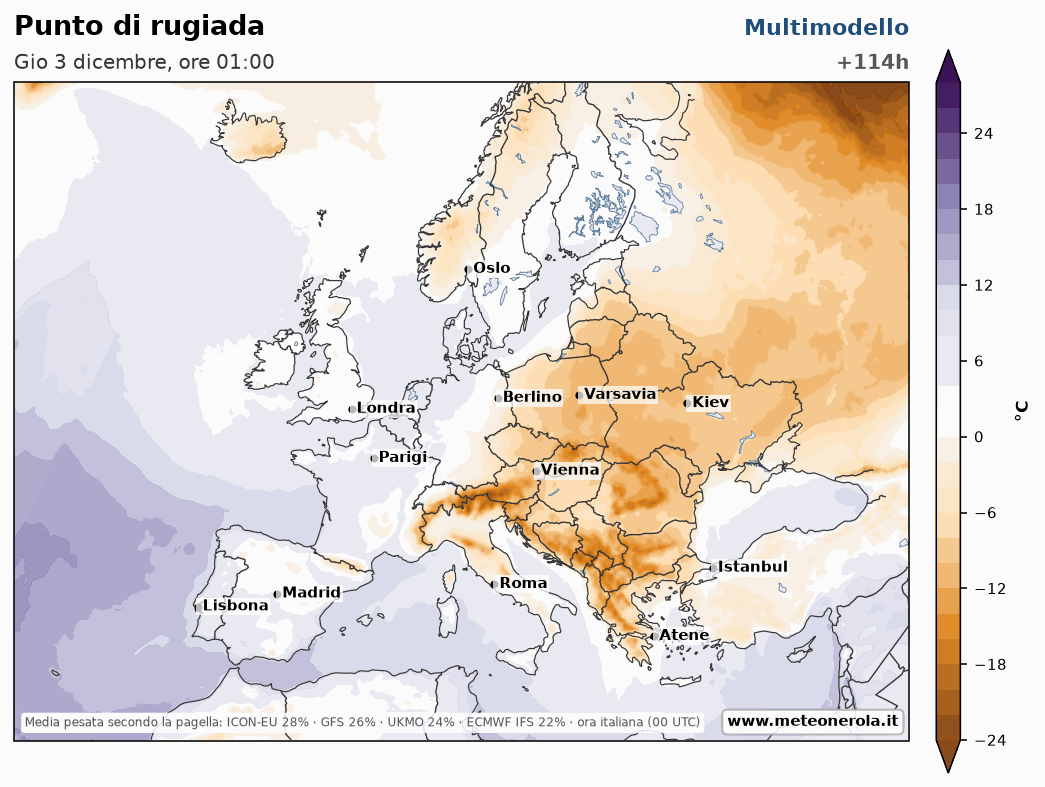 Punto di rugiada
Multimodello
Gio 3 dicembre, ore 01:00
+114h
Oslo
Berlino
Varsavia
Kiev
Londra
Parigi
Vienna
Istanbul
Roma
Madrid
Lisbona
Atene
Media pesata secondo la pagella: ICON-EU 28% · GFS 26% · UKMO 24% · ECMWF IFS 22% · ora italiana (00 UTC)
www.meteonerola.it
24
18
12
6
0
−6
−12
−18
−24
°C